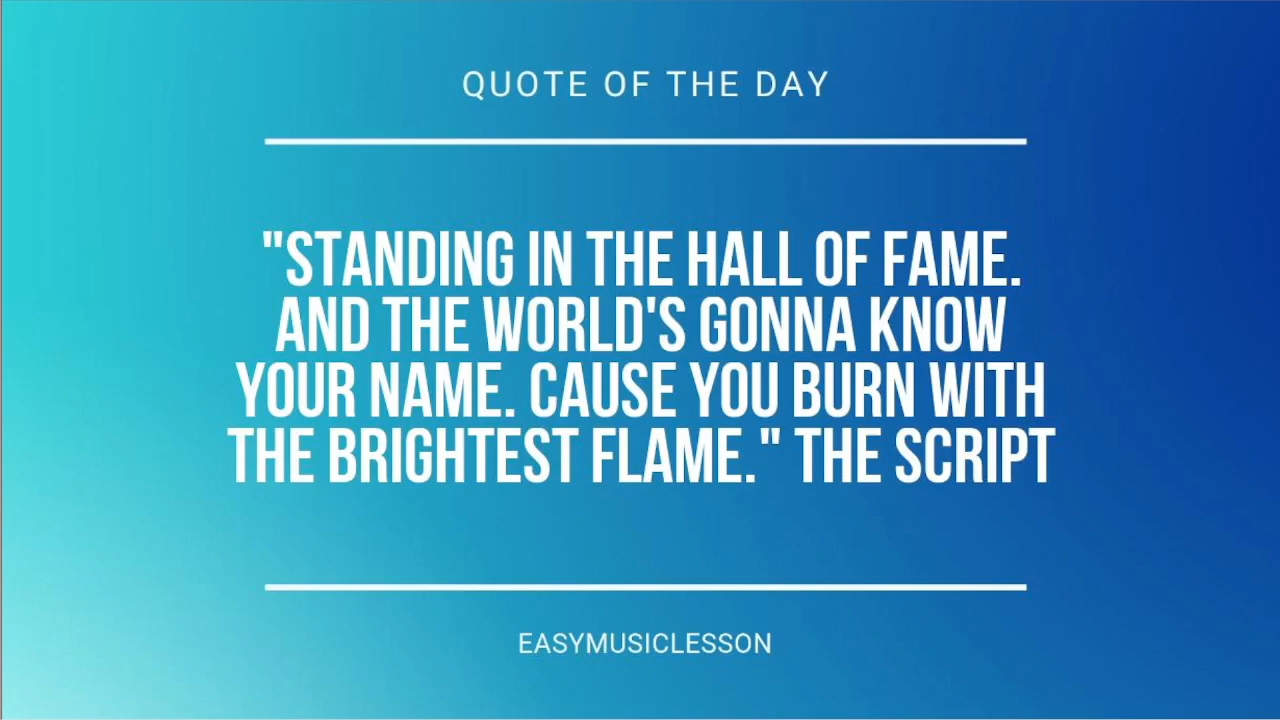 QUOTE OF THE DAY
"STANDING IN THE HALL OF FAME.
AND THE WORLD'S GONNA KNOW
YOUR NAME. CAUSE YOU BURN WITH
THE BRIGHTEST FLAME." THE SCRIPT
EASYMUSICLESSON